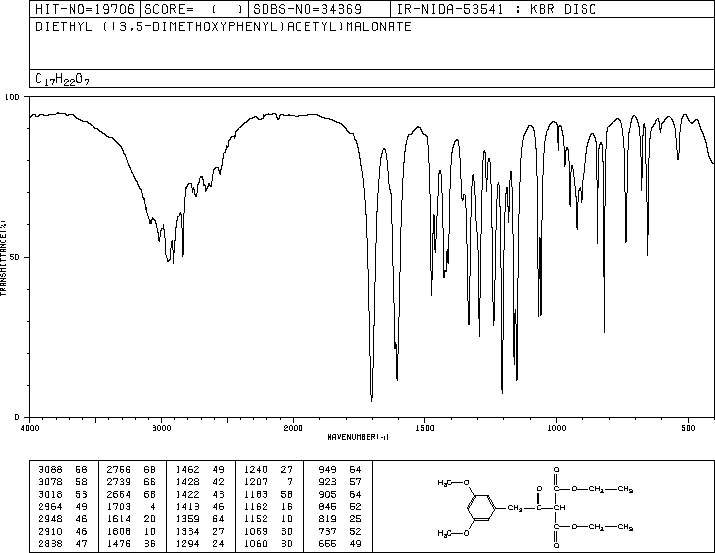 HIT-NO=19706 SCORE= ( ) SDBS-NO=34369 IR-NIDA-53541 : KBR DISC
DIETHYL ((3,5-DIMETHOXYPHENYL)ACETYL)MALONATE
C17H22O7
100
50
0
TRANSMITTANCE(%)
4000 3000 2000 1500 1000 500
WAVENUMBER(-1)
3088 58 2756 68 1462 49 1240 27 949 64
3078 58 2739 66 1428 42 1207 7 923 57
3018 53 2664 68 1422 43 1183 58 905 64
2964 49 1703 4 1413 46 1162 16 845 52
2948 46 1614 20 1359 64 1152 10 819 25
2910 46 1608 10 1334 27 1069 30 737 52
2838 47 1476 36 1294 24 1060 30 655 49
O
H3C O O C O CH2 CH3
CH2 C CH
H3C O C O CH2 CH3
O